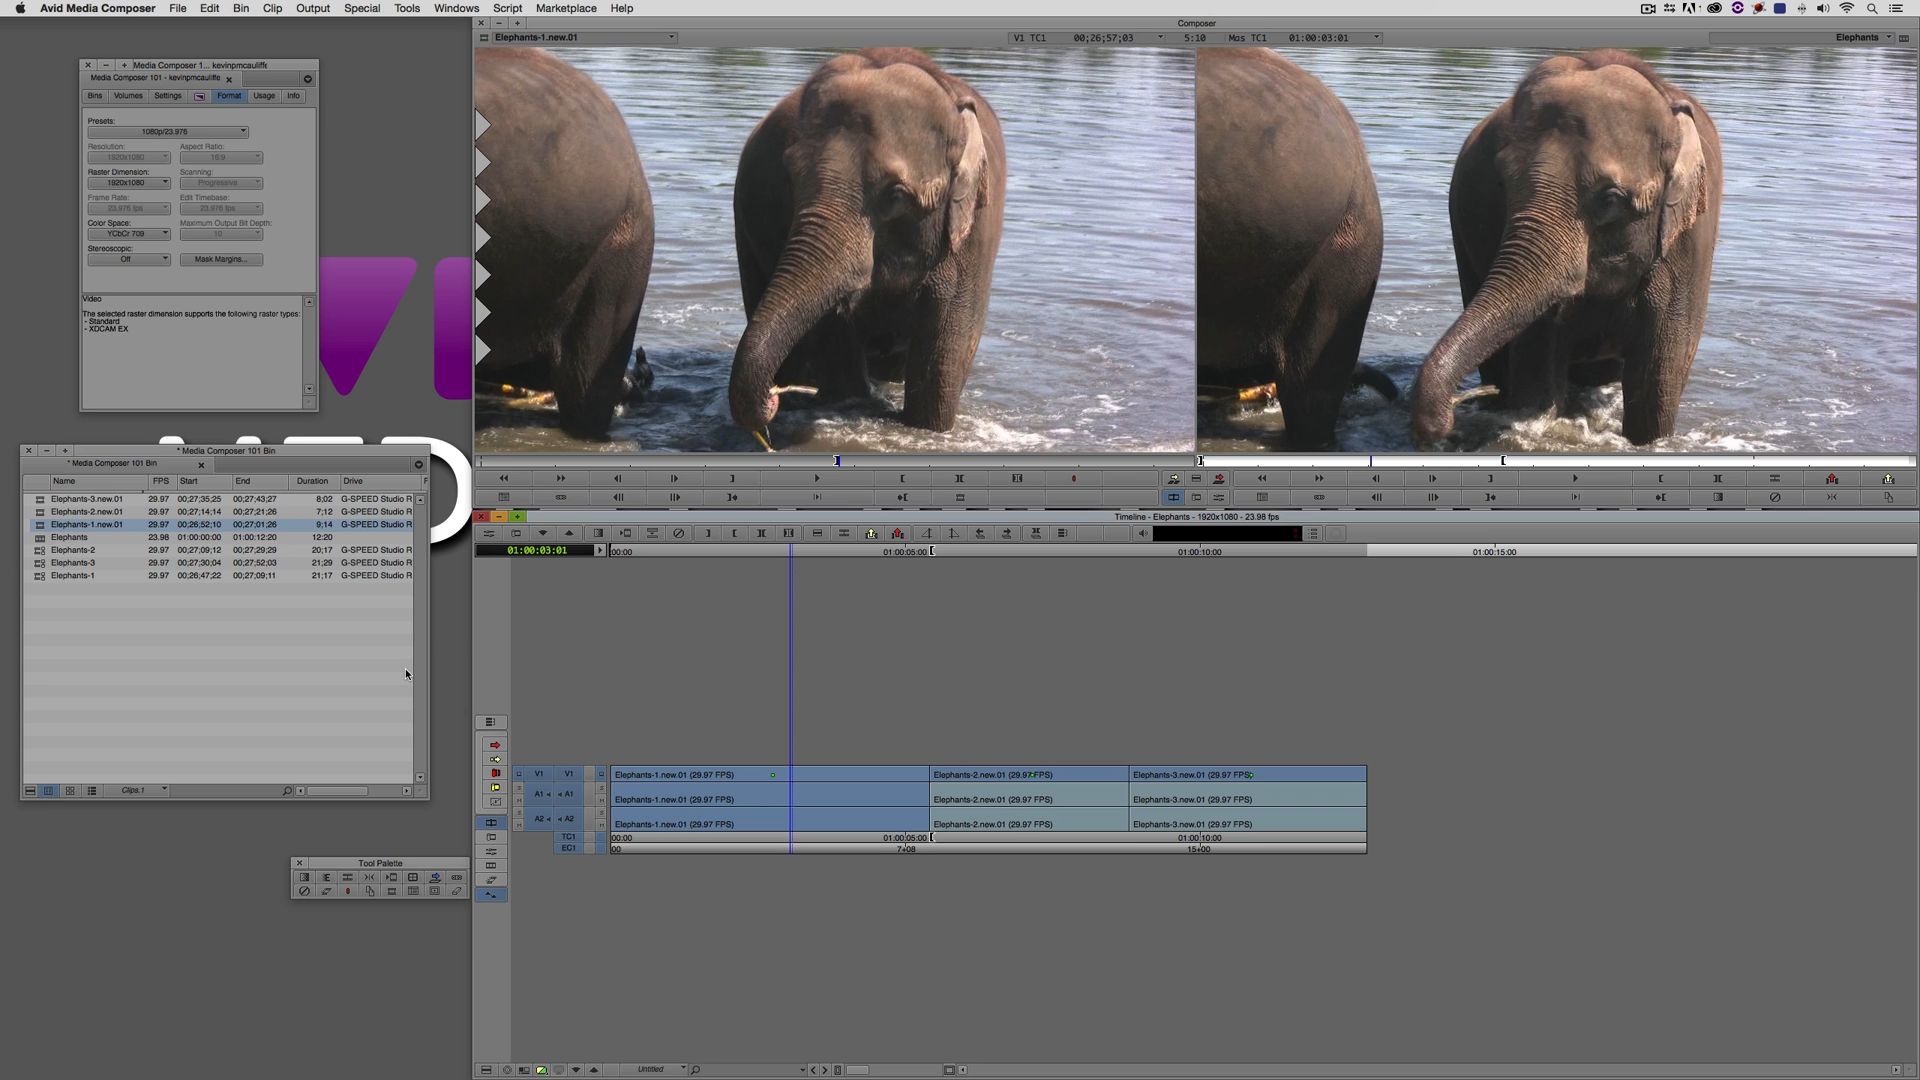 Avid Media Composer File Edit Bin Clip Output Special Tools Windows Script Marketplace Help
Composer
Elephants-1.new.01 V1 TC1 00;26;57;03 5:10 Mas TC1 01:00:03:01 Elephants
Media Composer 1... kevinpmcauliffe
Media Composer 101 - kevinpmcauliffe
Bins Volumes Settings Format Usage Info
Presets:
1080p/23.976
Resolution: Aspect Ratio:
1920x1080 16:9
Raster Dimension: Scanning:
1920x1080 Progressive
Frame Rate: Edit Timebase:
23.976 fps 23.976 fps
Color Space: Maximum Output Bit Depth:
YCbCr 709 10
Stereoscopic:
Off Mask Margins...
Video
The selected raster dimension supports the following raster types:
- Standard
- XDCAM EX
* Media Composer 101 Bin
* Media Composer 101 Bin
Name FPS Start End Duration Drive F
Elephants-3.new.01 29.97 00;27;35;25 00;27;43;27 8;02 G-SPEED Studio R
Elephants-2.new.01 29.97 00;27;14;14 00;27;21;26 7;12 G-SPEED Studio R
Elephants-1.new.01 29.97 00;26;52;10 00;27;01;26 9;14 G-SPEED Studio R
Elephants 23.98 01:00:00:00 01:00:12:20 12:20
Elephants-2 29.97 00;27;09;12 00;27;29;29 20;17 G-SPEED Studio R
Elephants-3 29.97 00;27;30;04 00;27;52;03 21;29 G-SPEED Studio R
Elephants-1 29.97 00;26;47;22 00;27;09;11 21;17 G-SPEED Studio R
Clips.1
Tool Palette
Timeline - Elephants - 1920x1080 - 23.98 fps
01:00:03:01 00:00 01:00:05:00 01:00:10:00 01:00:15:00
V1 V1 Elephants-1.new.01 (29.97 FPS) Elephants-2.new.01 (29.97 FPS) Elephants-3.new.01 (29.97 FPS)
A1 A1 Elephants-1.new.01 (29.97 FPS) Elephants-2.new.01 (29.97 FPS) Elephants-3.new.01 (29.97 FPS)
A2 A2 Elephants-1.new.01 (29.97 FPS) Elephants-2.new.01 (29.97 FPS) Elephants-3.new.01 (29.97 FPS)
TC1 00:00 01:00:05:00 01:00:10:00
EC1 00 7+08 15+00
Untitled